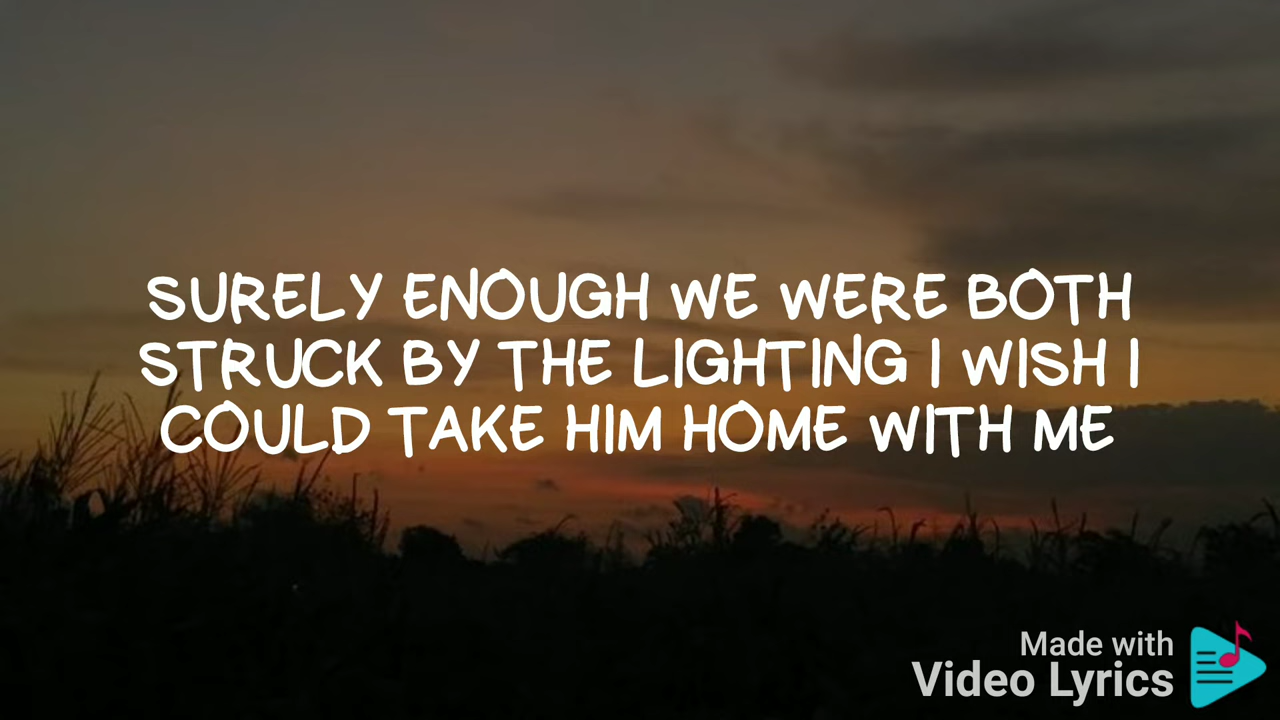 SURELY ENOUGH WE WERE BOTH
STRUCK BY THE LIGHTING I WISH I
COULD TAKE HIM HOME WITH ME
Made with
Video Lyrics